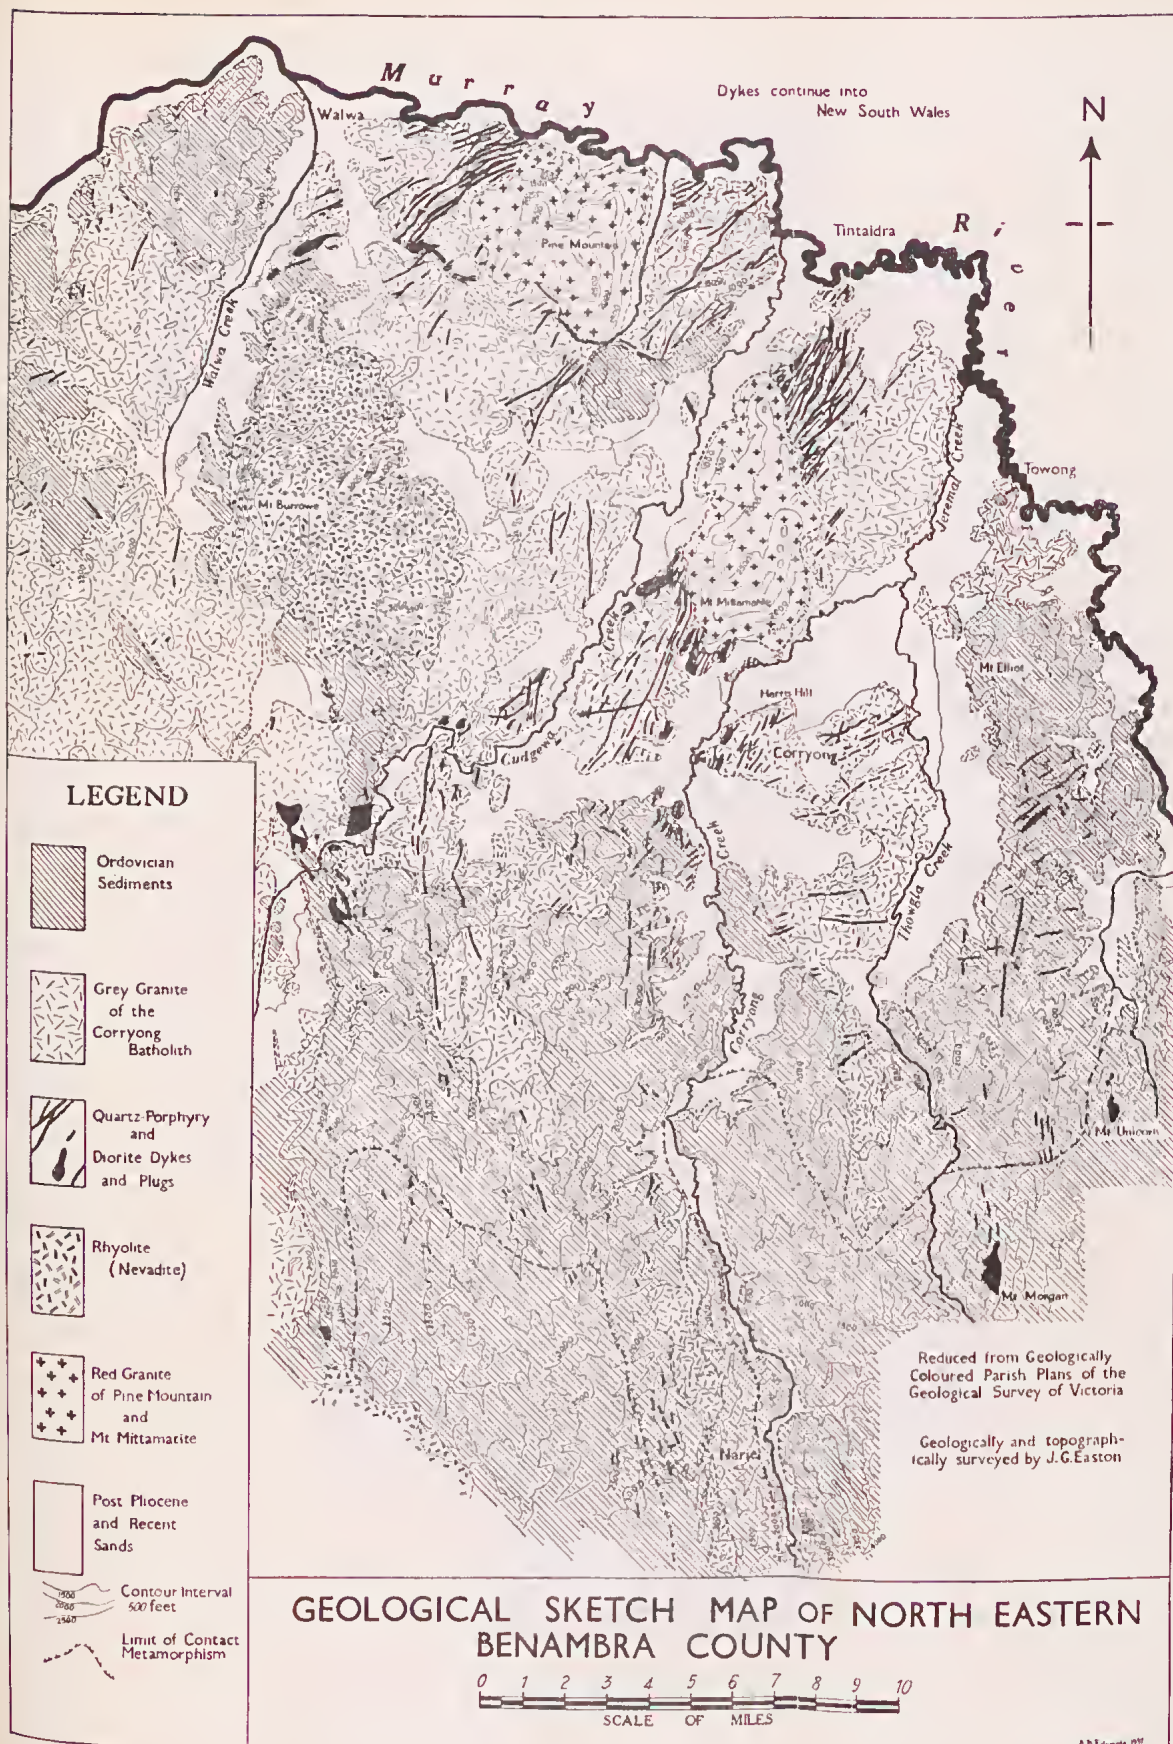 Murray
River
Dykes continue into
New South Wales
N
Walwa
Tintaldra
Pine Mountain
Walwa Creek
Jeremal Creek
Towong
Mt Burrowe
Mt Mittamatite
Mt Elliot
Harris Hill
Cudgewa Creek
Corryong
Thowgla Creek
Corryong Creek
Mt Unicorn
Mt Morgan
Nariel
LEGEND
Ordovician
Sediments
Grey Granite
of the
Corryong
Batholith
Quartz-Porphyry
and
Diorite Dykes
and Plugs
Rhyolite
(Nevadite)
Red Granite
of Pine Mountain
and
Mt Mittamatite
Post Pliocene
and Recent
Sands
1500
2000
2500
Contour Interval
500 feet
Limit of Contact
Metamorphism
Reduced from Geologically
Coloured Parish Plans of the
Geological Survey of Victoria
Geologically and topograph-
ically surveyed by J.G.Easton
GEOLOGICAL SKETCH MAP OF NORTH EASTERN
BENAMBRA COUNTY
0 1 2 3 4 5 6 7 8 9 10
SCALE OF MILES